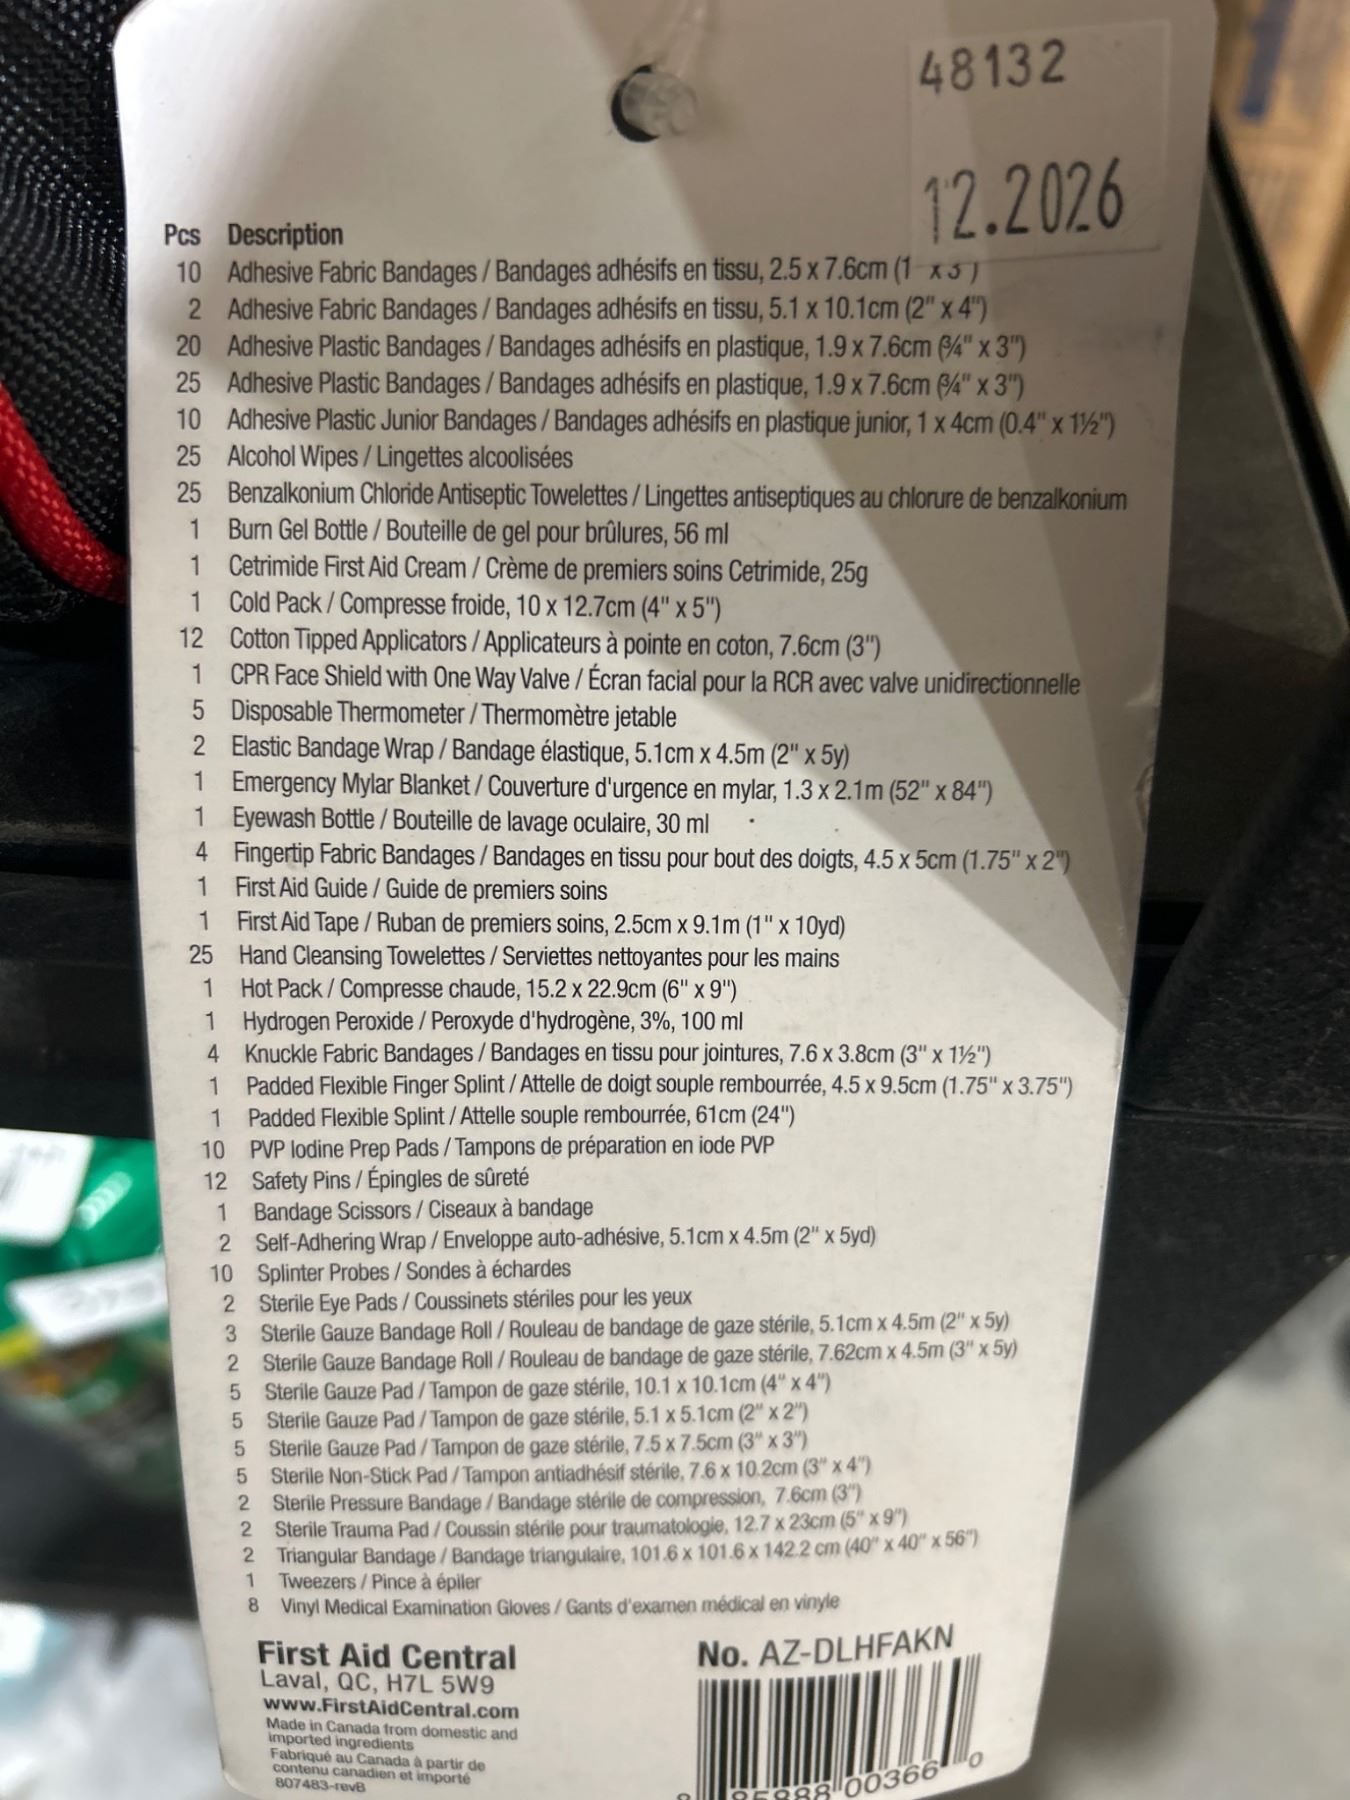 48132
12.2026
Pcs Description
10 Adhesive Fabric Bandages / Bandages adhésifs en tissu, 2.5 x 7.6cm (1 x 3 )
2 Adhesive Fabric Bandages / Bandages adhésifs en tissu, 5.1 x 10.1cm (2" x 4")
20 Adhesive Plastic Bandages / Bandages adhésifs en plastique, 1.9 x 7.6cm (¾" x 3")
25 Adhesive Plastic Bandages / Bandages adhésifs en plastique, 1.9 x 7.6cm (¾" x 3")
10 Adhesive Plastic Junior Bandages / Bandages adhésifs en plastique junior, 1 x 4cm (0.4" x 1½")
25 Alcohol Wipes / Lingettes alcoolisées
25 Benzalkonium Chloride Antiseptic Towelettes / Lingettes antiseptiques au chlorure de benzalkonium
1 Burn Gel Bottle / Bouteille de gel pour brûlures, 56 ml
1 Cetrimide First Aid Cream / Crème de premiers soins Cetrimide, 25g
1 Cold Pack / Compresse froide, 10 x 12.7cm (4" x 5")
12 Cotton Tipped Applicators / Applicateurs à pointe en coton, 7.6cm (3")
1 CPR Face Shield with One Way Valve / Écran facial pour la RCR avec valve unidirectionnelle
5 Disposable Thermometer / Thermomètre jetable
2 Elastic Bandage Wrap / Bandage élastique, 5.1cm x 4.5m (2" x 5y)
1 Emergency Mylar Blanket / Couverture d'urgence en mylar, 1.3 x 2.1m (52" x 84")
1 Eyewash Bottle / Bouteille de lavage oculaire, 30 ml
4 Fingertip Fabric Bandages / Bandages en tissu pour bout des doigts, 4.5 x 5cm (1.75" x 2")
1 First Aid Guide / Guide de premiers soins
1 First Aid Tape / Ruban de premiers soins, 2.5cm x 9.1m (1" x 10yd)
25 Hand Cleansing Towelettes / Serviettes nettoyantes pour les mains
1 Hot Pack / Compresse chaude, 15.2 x 22.9cm (6" x 9")
1 Hydrogen Peroxide / Peroxyde d'hydrogène, 3%, 100 ml
4 Knuckle Fabric Bandages / Bandages en tissu pour jointures, 7.6 x 3.8cm (3" x 1½")
1 Padded Flexible Finger Splint / Attelle de doigt souple rembourrée, 4.5 x 9.5cm (1.75" x 3.75")
1 Padded Flexible Splint / Attelle souple rembourrée, 61cm (24")
10 PVP Iodine Prep Pads / Tampons de préparation en iode PVP
12 Safety Pins / Épingles de sûreté
1 Bandage Scissors / Ciseaux à bandage
2 Self-Adhering Wrap / Enveloppe auto-adhésive, 5.1cm x 4.5m (2" x 5yd)
10 Splinter Probes / Sondes à échardes
2 Sterile Eye Pads / Coussinets stériles pour les yeux
3 Sterile Gauze Bandage Roll / Rouleau de bandage de gaze stérile, 5.1cm x 4.5m (2" x 5y)
2 Sterile Gauze Bandage Roll / Rouleau de bandage de gaze stérile, 7.62cm x 4.5m (3" x 5y)
5 Sterile Gauze Pad / Tampon de gaze stérile, 10.1 x 10.1cm (4" x 4")
5 Sterile Gauze Pad / Tampon de gaze stérile, 5.1 x 5.1cm (2" x 2")
5 Sterile Gauze Pad / Tampon de gaze stérile, 7.5 x 7.5cm (3" x 3")
5 Sterile Non-Stick Pad / Tampon antiadhésif stérile, 7.6 x 10.2cm (3" x 4")
2 Sterile Pressure Bandage / Bandage stérile de compression, 7.6cm (3")
2 Sterile Trauma Pad / Coussin stérile pour traumatologie, 12.7 x 23cm (5" x 9")
2 Triangular Bandage / Bandage triangulaire, 101.6 x 101.6 x 142.2 cm (40" x 40" x 56")
1 Tweezers / Pince à épiler
8 Vinyl Medical Examination Gloves / Gants d'examen médical en vinyle
First Aid Central
Laval, QC, H7L 5W9
www.FirstAidCentral.com
Made in Canada from domestic and
imported ingredients
Fabriqué au Canada à partir de
contenu canadien et importé
807483-revB
No. AZ-DLHFAKN
00366 0